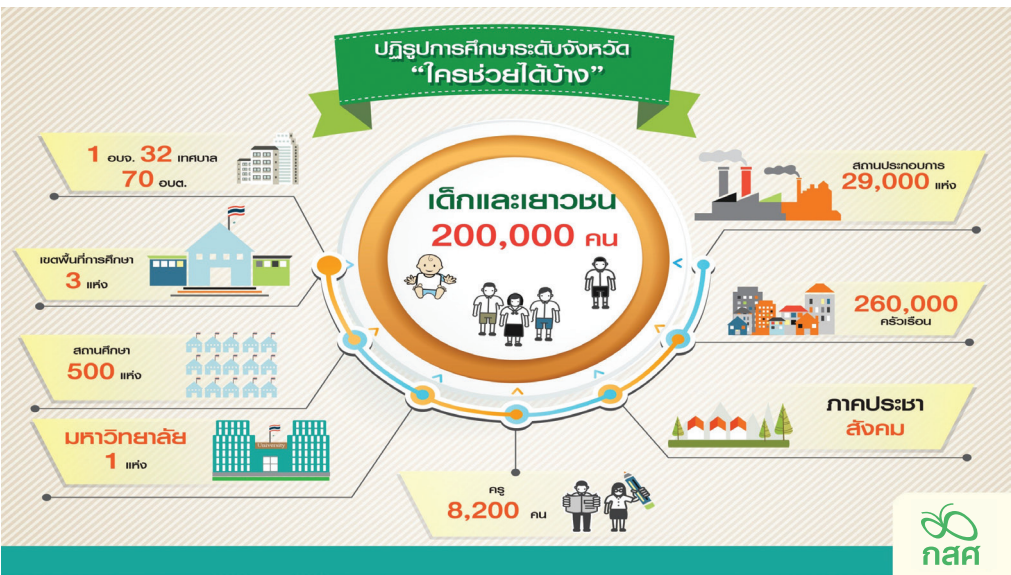 ปฏิรูปการศึกษาระดับจังหวัด
“ใครช่วยได้บ้าง”
1 อบจ. 32 เทศบาล
70 อบต.
เขตพื้นที่การศึกษา
3 แห่ง
สถานศึกษา
500 แห่ง
มหาวิทยาลัย
1 แห่ง
University
เด็กและเยาวชน
200,000 คน
ครู
8,200 คน
สถานประกอบการ
29,000 แห่ง
260,000
ครัวเรือน
ภาคประชา
สังคม
กสศ